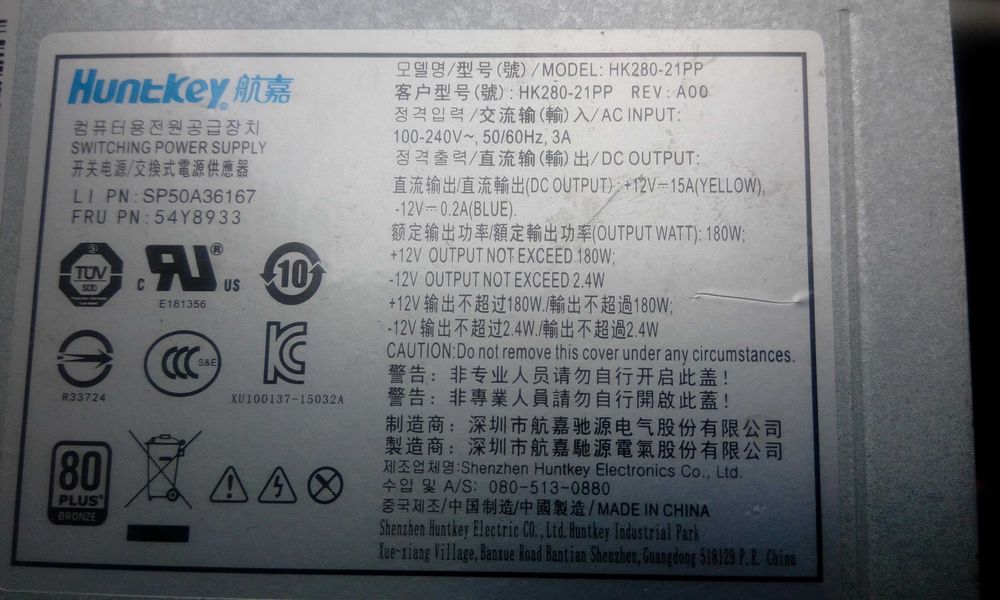 Huntkey® 航嘉
컴퓨터용전원공급장치
SWITCHING POWER SUPPLY
开关电源/交換式電源供應器
LI PN: SP50A36167
FRU PN: 54Y8933
TÜV
SÜD
c RU ® US
E181356
10
R33724
CCC S&E
KC
XU100137-15032A
80
PLUS®
BRONZE
모델명/型号(號)/MODEL: HK280-21PP
客户型号(號): HK280-21PP REV: A00
정격입력/交流输(輸)入/AC INPUT:
100-240V~, 50/60Hz, 3A
정격출력/直流输(輸)出/DC OUTPUT:
直流输出/直流輸出(DC OUTPUT): +12V⎓15A(YELLOW),
-12V⎓0.2A(BLUE).
额定输出功率/額定輸出功率(OUTPUT WATT): 180W;
+12V OUTPUT NOT EXCEED 180W;
-12V OUTPUT NOT EXCEED 2.4W
+12V 输出不超过180W./輸出不超過180W;
-12V 输出不超过2.4W./輸出不超過2.4W
CAUTION:Do not remove this cover under any circumstances.
警告：非专业人员请勿自行开启此盖！
警告：非專業人員請勿自行開啟此蓋！
制造商：深圳市航嘉驰源电气股份有限公司
製造商：深圳市航嘉馳源電氣股份有限公司
제조업체명:Shenzhen Huntkey Electronics Co., Ltd.
수입 및 A/S: 080-513-0880
중국제조/中国制造/中國製造/MADE IN CHINA
Shenzhen Huntkey Electric CO.,Ltd.Huntkey Industrial Park
Xue-xiang Village,Banxue Road Bantian Shenzhen,Guangdong 518129 P.R. China